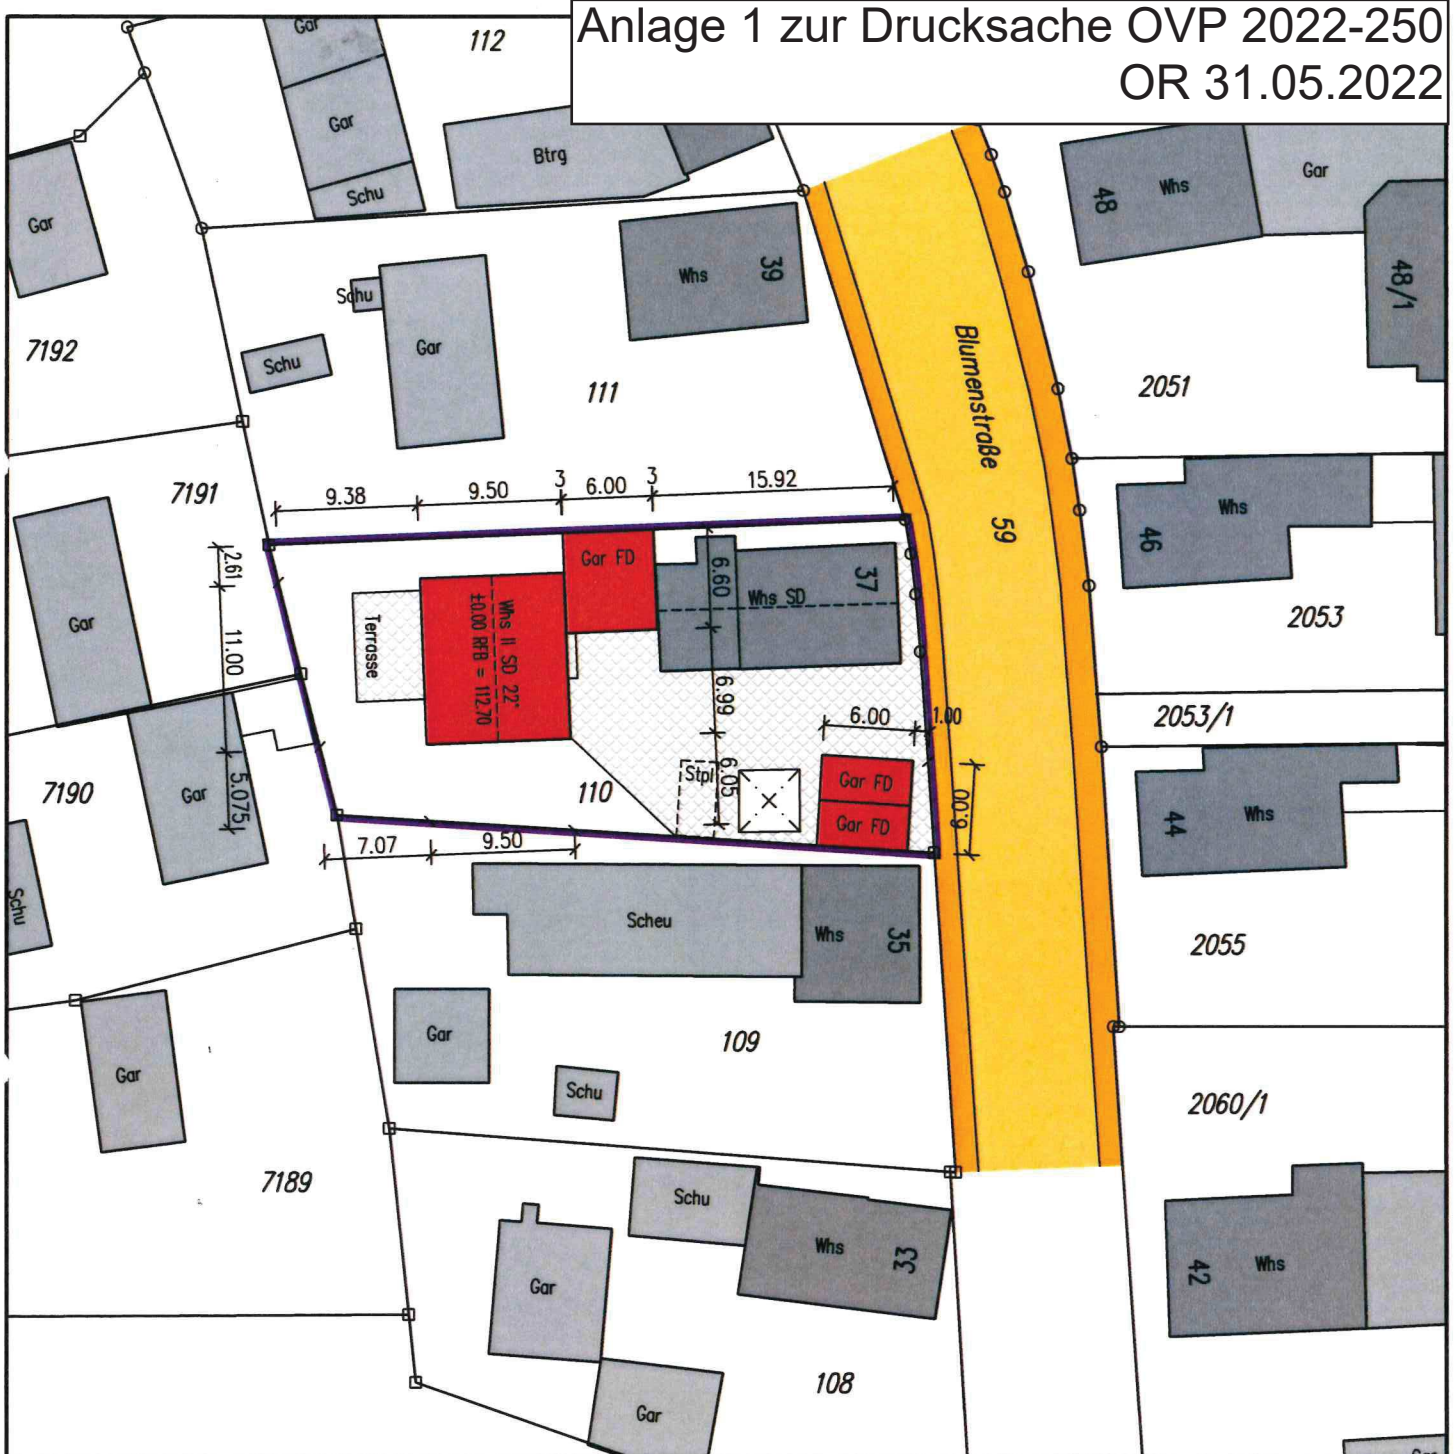 Anlage 1 zur Drucksache OVP 2022-250
OR 31.05.2022
Gar
112
Gar
Btrg
Schu
Gar
48
Whs
Gar
48/1
39
Whs
Schu
Gar
Schu
7192
111
2051
Blumenstraße
59
7191
9.38
9.50
3
6.00
3
15.92
46
Whs
2.61
11.00
5.075
Gar FD
6.60
Whs SD
37
Terrasse
Whs II SD 22°
±0.00 RFB = 112.70
Gar
2053
6.99
6.00
1.00
2053/1
7190
Gar
110
Stpl
6.05
Gar FD
Gar FD
6.00
44
Whs
7.07
9.50
Schu
Scheu
Whs
35
2055
Gar
109
Gar
Schu
2060/1
7189
Schu
Whs
33
42
Whs
Gar
108
Gar